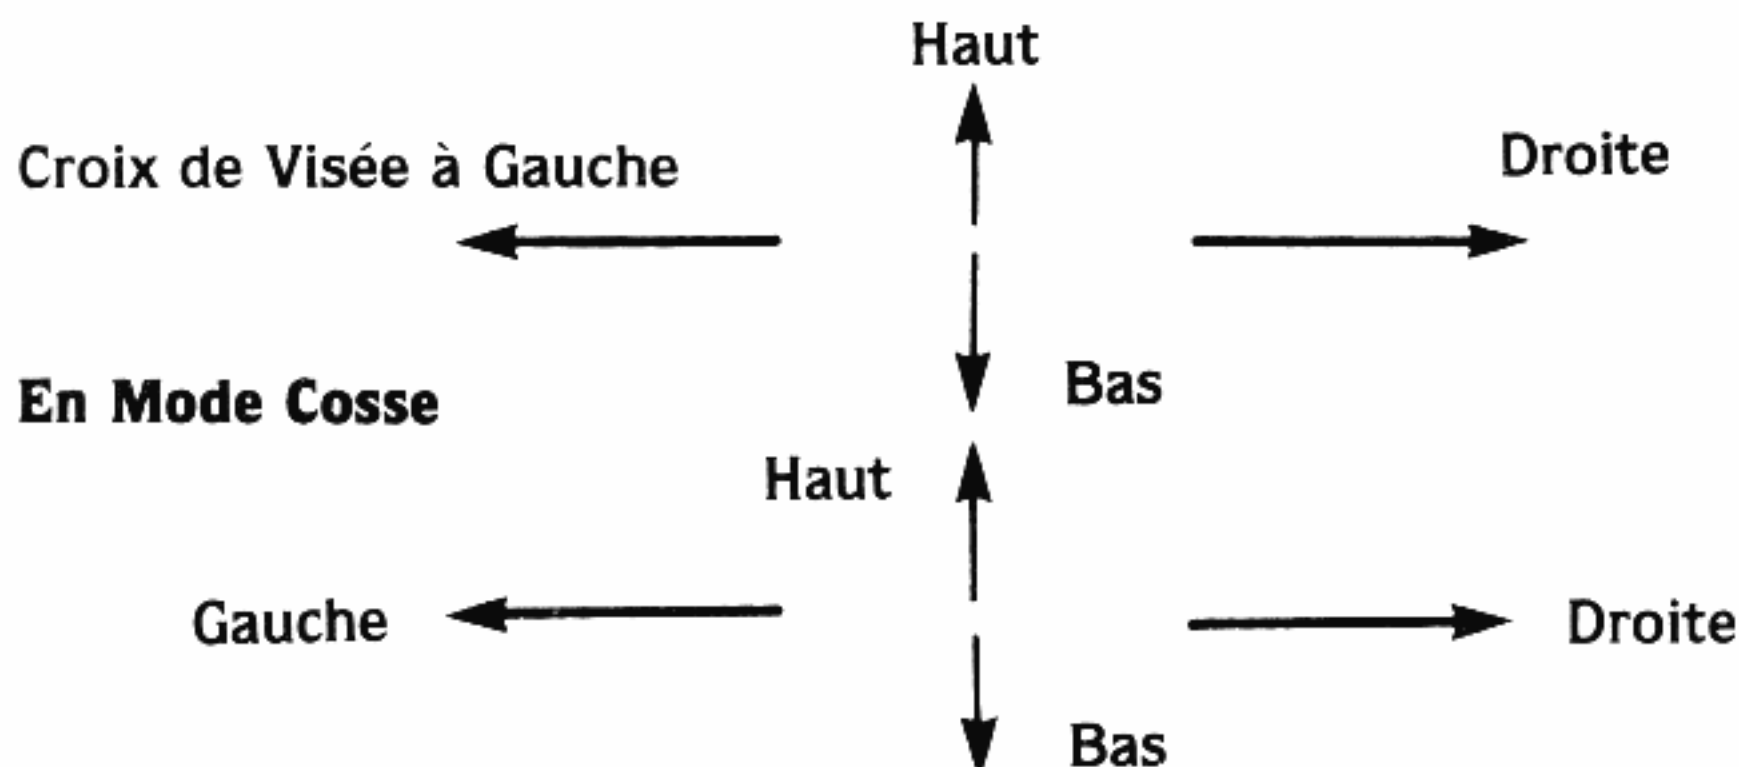 Haut
Croix de Visée à Gauche
Droite
Bas
En Mode Cosse
Haut
Gauche
Droite
Bas